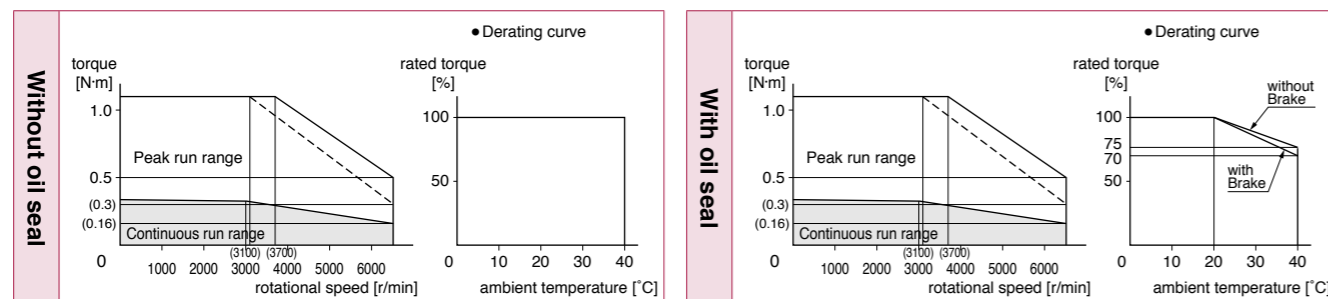 Without oil seal
● Derating curve
torque
[N·m]
1.0
0.5
(0.3)
(0.16)
0
Peak run range
Continuous run range
(3100) (3700)
1000 2000 3000 4000 5000 6000
rotational speed [r/min]
rated torque
[%]
100
50
0 10 20 30 40
ambient temperature [˚C]
With oil seal
● Derating curve
torque
[N·m]
1.0
0.5
(0.3)
(0.16)
0
Peak run range
Continuous run range
(3100) (3700)
1000 2000 3000 4000 5000 6000
rotational speed [r/min]
rated torque
[%]
without
Brake
100
75
70
50
with
Brake
0 10 20 30 40
ambient temperature [˚C]